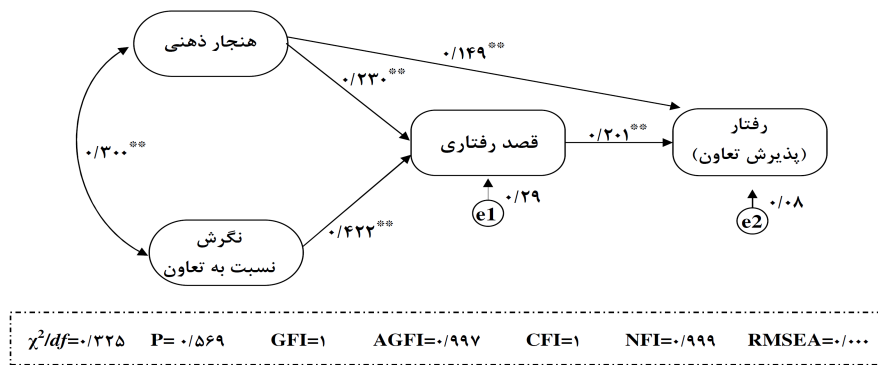 هنجار ذهنی
۰/۱۴۹**
۰/۲۳۰**
رفتار
(پذیرش تعاون)
قصد رفتاری
۰/۲۰۱**
۰/۳۰۰**
e1
۰/۲۹
e2
۰/۰۸
نگرش
نسبت به تعاون
۰/۴۲۲**
χ²/df=۰/۳۲۵ P= ۰/۵۶۹ GFI=۱ AGFI=۰/۹۹۷ CFI=۱ NFI=۰/۹۹۹ RMSEA=۰/۰۰۰